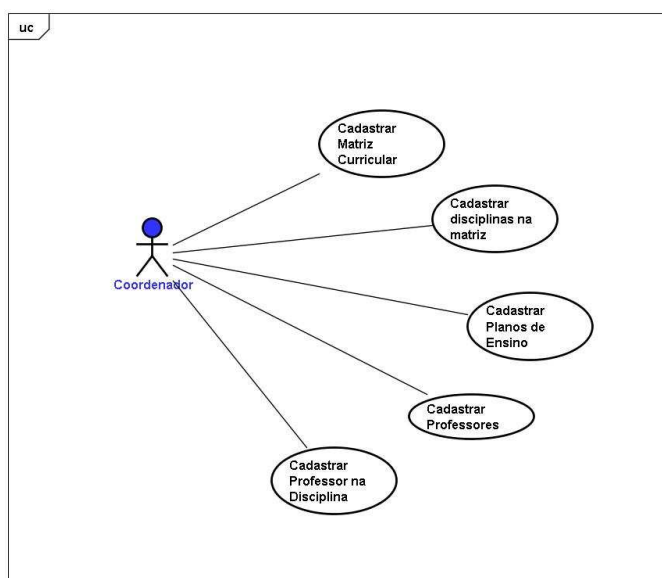 uc
Cadastrar
Matriz
Curricular
Cadastrar
disciplinas na
matriz
Coordenador
Cadastrar
Planos de
Ensino
Cadastrar
Professores
Cadastrar
Professor na
Disciplina